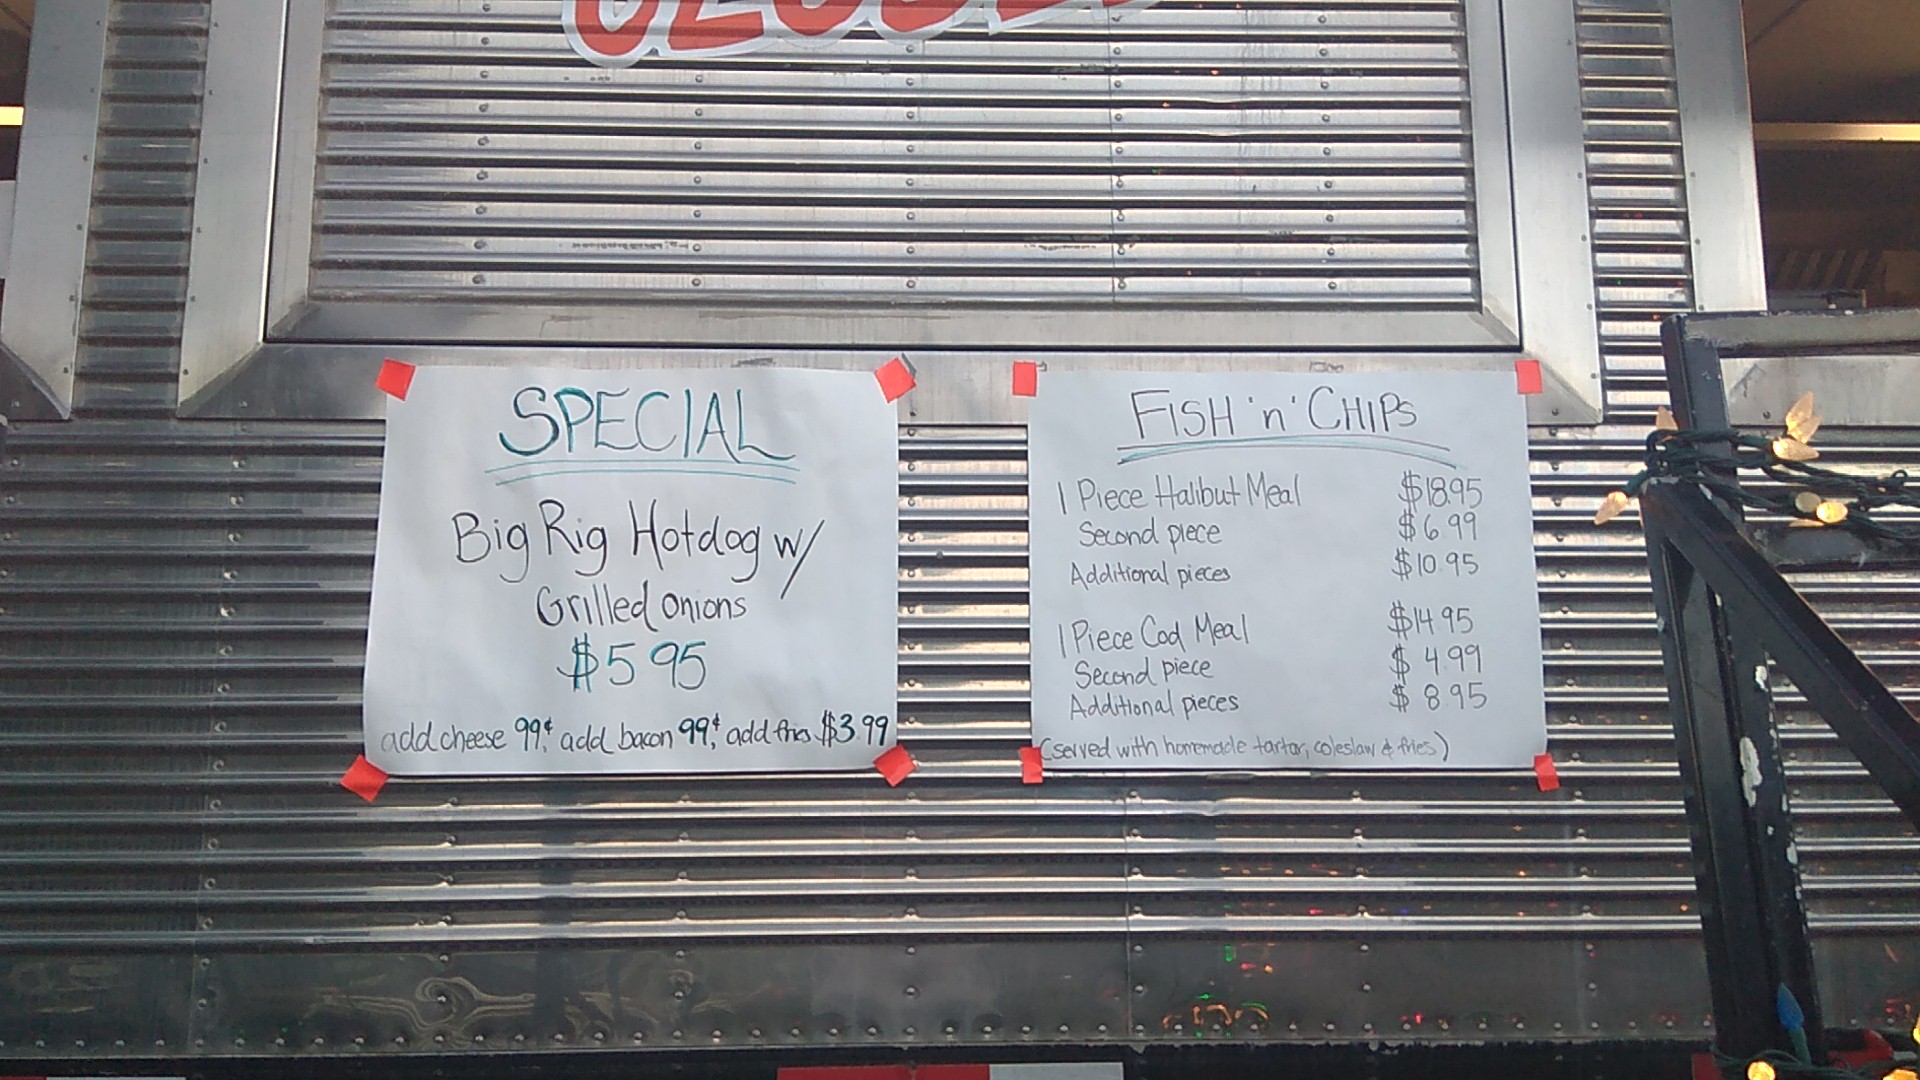 SPECIAL
Big Rig Hotdog w/
Grilled onions
$5.95
add cheese 99¢, add bacon 99¢, add fries $3.99
FISH 'n' CHIPS
1 Piece Halibut Meal $18.95
Second piece $6.99
Additional pieces $10.95
1 Piece Cod Meal $14.95
Second piece $4.99
Additional pieces $8.95
(served with homemade tartar, coleslaw & fries)